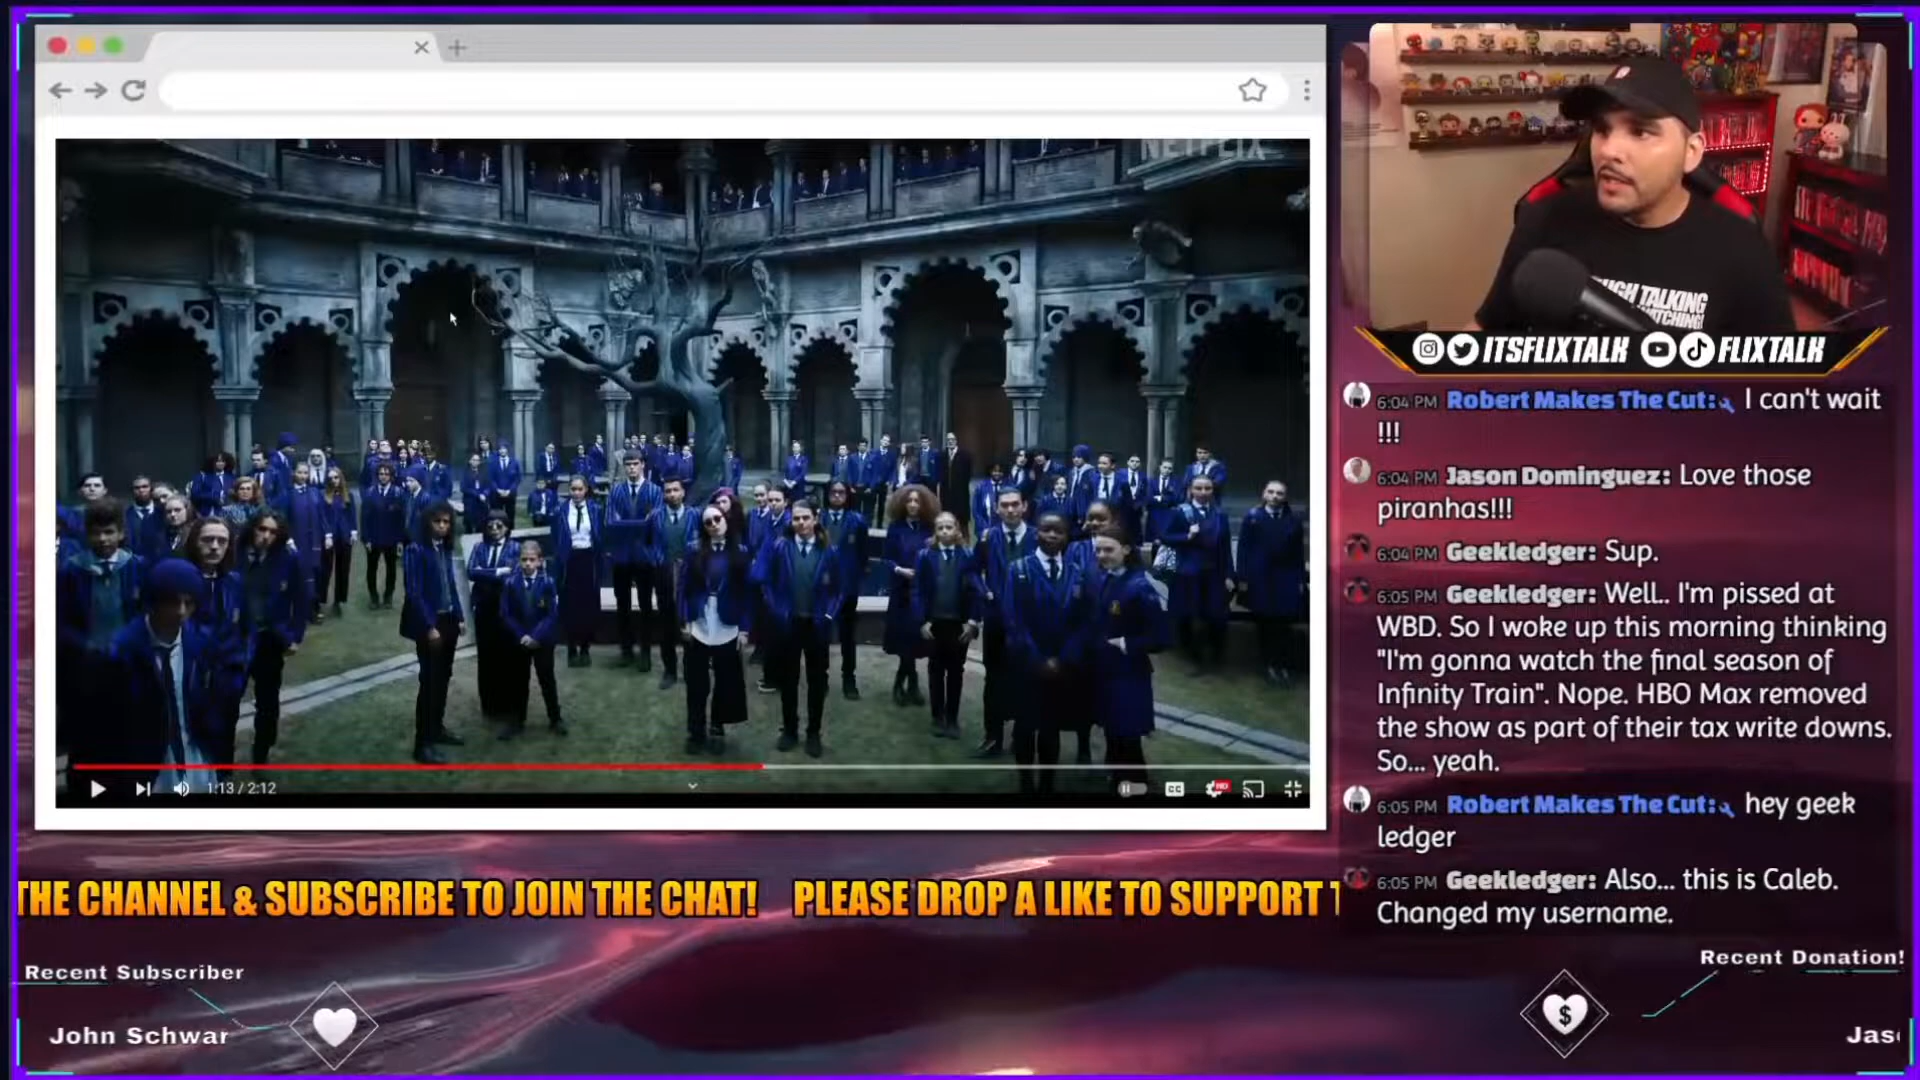 NETFLIX
1:13 / 2:12
CC
HD
TALKING
ITSFLIXTALK FLIXTALK
6:04 PM Robert Makes The Cut: I can't wait
!!!
6:04 PM Jason Dominguez: Love those
piranhas!!!
6:04 PM Geekledger: Sup.
6:05 PM Geekledger: Well.. I'm pissed at
WBD. So I woke up this morning thinking
"I'm gonna watch the final season of
Infinity Train". Nope. HBO Max removed
the show as part of their tax write downs.
So... yeah.
6:05 PM Robert Makes The Cut: hey geek
ledger
6:05 PM Geekledger: Also... this is Caleb.
Changed my username.
THE CHANNEL & SUBSCRIBE TO JOIN THE CHAT! PLEASE DROP A LIKE TO SUPPORT
Recent Subscriber
John Schwar
Recent Donation!
$
Jas